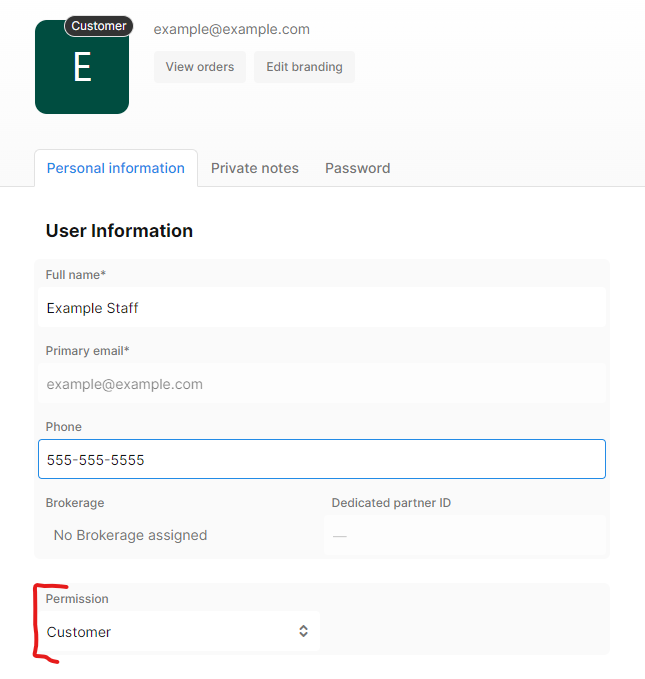 Customer
example@example.com
E
View orders Edit branding
Personal information Private notes Password
User Information
Full name*
Example Staff
Primary email*
example@example.com
Phone
555-555-5555
Brokerage Dedicated partner ID
No Brokerage assigned —
Permission
Customer